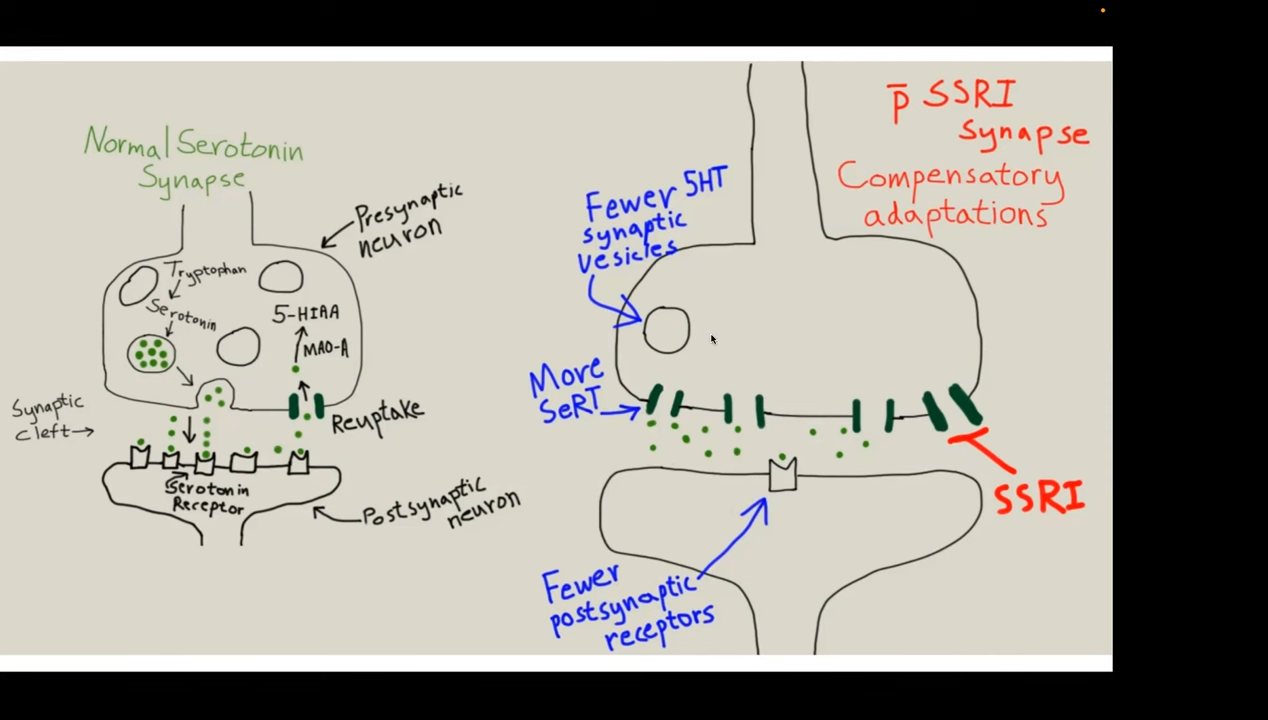 Normal Serotonin
Synapse
Presynaptic
neuron
Tryptophan
Serotonin
5-HIAA
MAO-A
Synaptic
cleft
Reuptake
Serotonin
Receptor
Postsynaptic
neuron
p̄ SSRI
Synapse
Compensatory
adaptations
Fewer 5HT
synaptic
vesicles
More
SeRT
SSRI
Fewer
postsynaptic
receptors